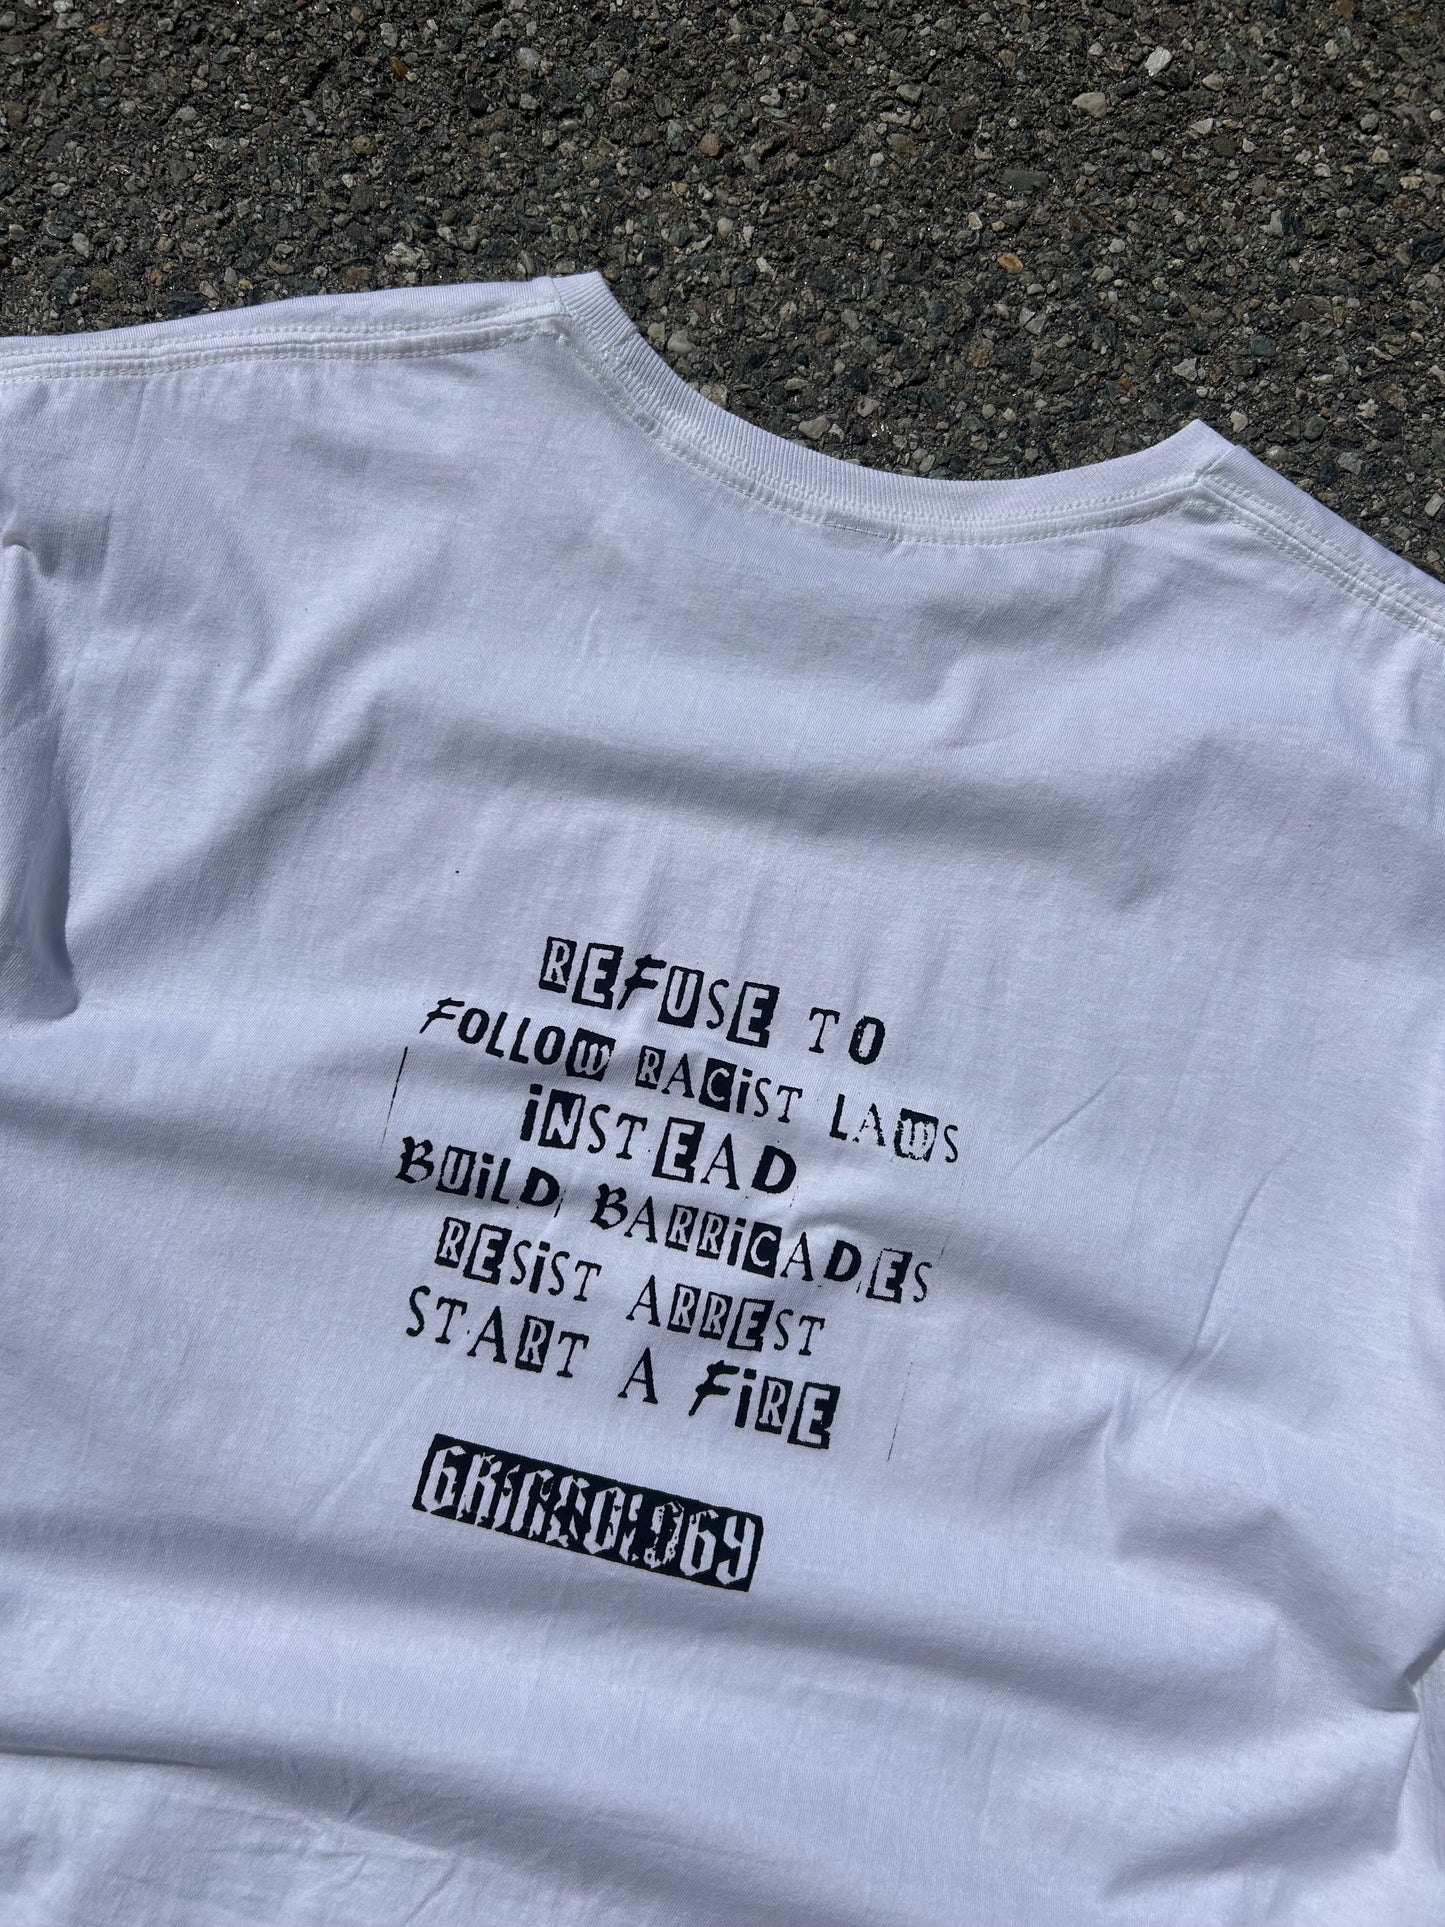 REFUSE TO
FOLLOW RACiST LAWS
iNSTEAD
BUiLD BARRiCADES
RESiST ARREST
START A FiRE